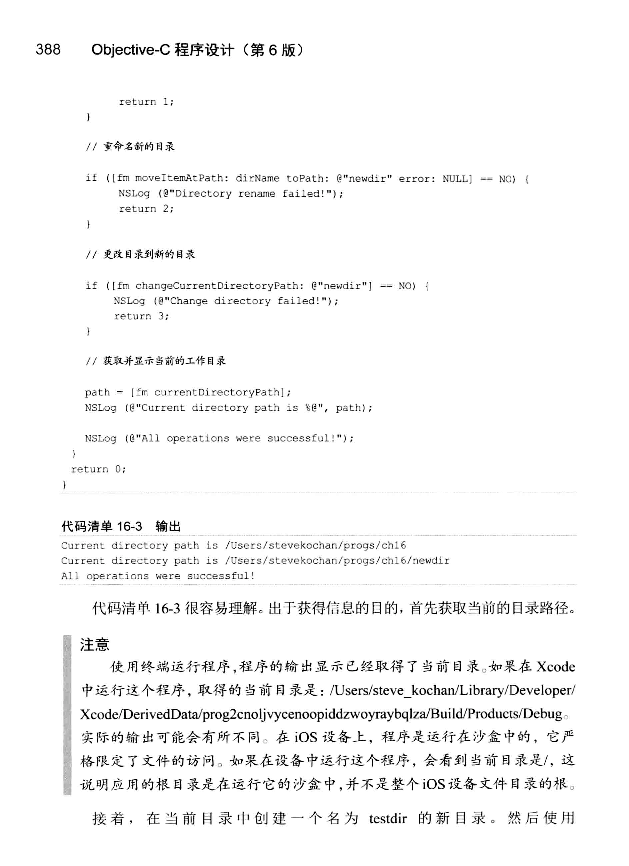 388 Objective-C 程序设计（第 6 版）
return 1;
}
// 重命名新的目录
if ([fm moveItemAtPath: dirName toPath: @"newdir" error: NULL] == NO) {
NSLog (@"Directory rename failed!");
return 2;
}
// 更改目录到新的目录
if ([fm changeCurrentDirectoryPath: @"newdir"] == NO) {
NSLog (@"Change directory failed!");
return 3;
}
// 获取并显示当前的工作目录
path = [fm currentDirectoryPath];
NSLog (@"Current directory path is %@", path);
NSLog (@"All operations were successful!");
}
return 0;
}
代码清单 16-3 输出
Current directory path is /Users/stevekochan/progs/ch16
Current directory path is /Users/stevekochan/progs/ch16/newdir
All operations were successful!
代码清单 16-3 很容易理解。出于获得信息的目的，首先获取当前的目录路径。
注意
使用终端运行程序，程序的输出显示已经取得了当前目录。如果在 Xcode
中运行这个程序，取得的当前目录是：/Users/steve_kochan/Library/Developer/
Xcode/DerivedData/prog2cnoljvycenoopiddzwoyraybqlza/Build/Products/Debug。
实际的输出可能会有所不同。在 iOS 设备上，程序是运行在沙盒中的，它严
格限定了文件的访问。如果在设备中运行这个程序，会看到当前目录是/，这
说明应用的根目录是在运行它的沙盒中，并不是整个 iOS 设备文件目录的根。
接着，在当前目录中创建一个名为 testdir 的新目录。然后使用